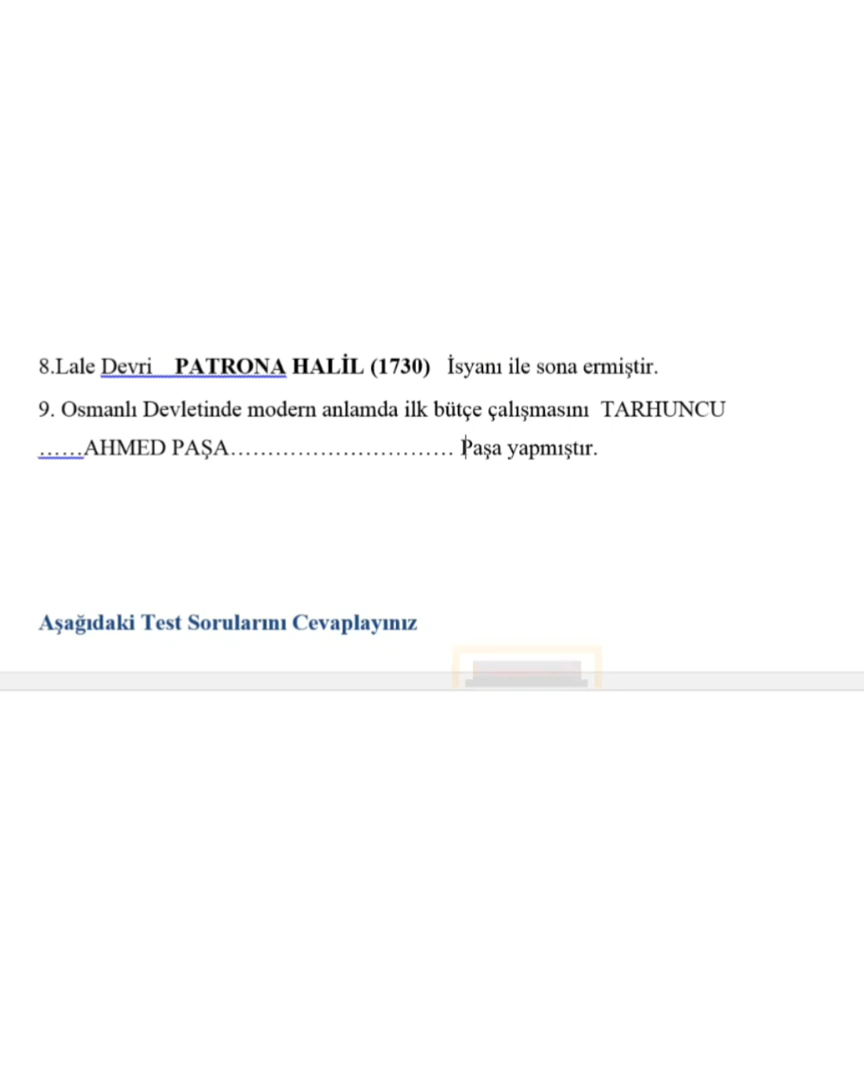 8.Lale Devri PATRONA HALİL (1730) İsyanı ile sona ermiştir.
9. Osmanlı Devletinde modern anlamda ilk bütçe çalışmasını TARHUNCU
……AHMED PAŞA………………………… Paşa yapmıştır.
Aşağıdaki Test Sorularını Cevaplayınız